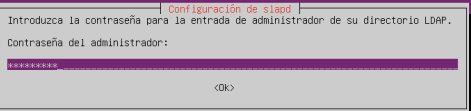 Configuración de slapd
Introduzca la contraseña para la entrada de administrador de su directorio LDAP.
Contraseña del administrador:
*********
<Ok>